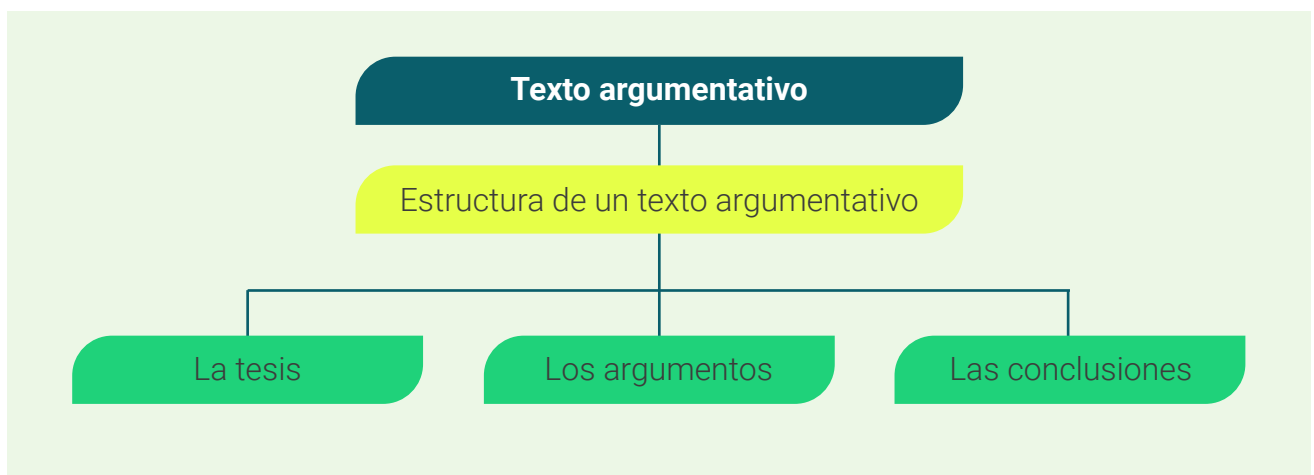 Texto argumentativo
Estructura de un texto argumentativo
La tesis
Los argumentos
Las conclusiones